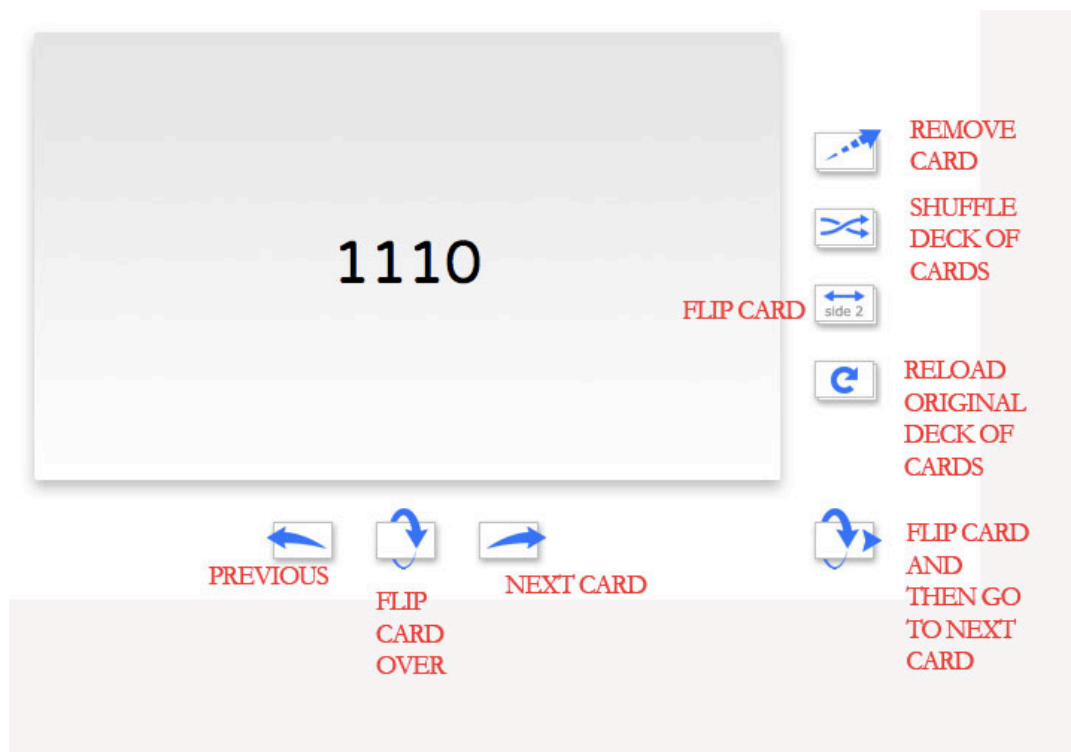 1110
REMOVE
CARD
SHUFFLE
DECK OF
CARDS
FLIP CARD
side 2
RELOAD
ORIGINAL
DECK OF
CARDS
PREVIOUS
FLIP
CARD
OVER
NEXT CARD
FLIP CARD
AND
THEN GO
TO NEXT
CARD